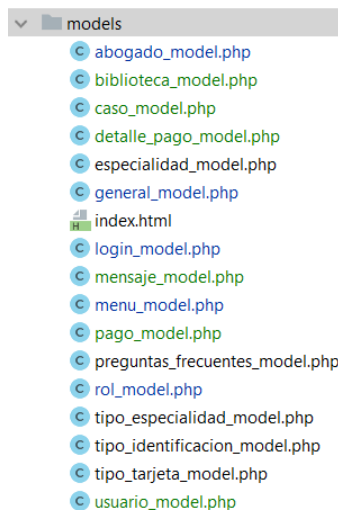 models
C abogado_model.php
C biblioteca_model.php
C caso_model.php
C detalle_pago_model.php
C especialidad_model.php
C general_model.php
H index.html
C login_model.php
C mensaje_model.php
C menu_model.php
C pago_model.php
C preguntas_frecuentes_model.php
C rol_model.php
C tipo_especialidad_model.php
C tipo_identificacion_model.php
C tipo_tarjeta_model.php
C usuario_model.php